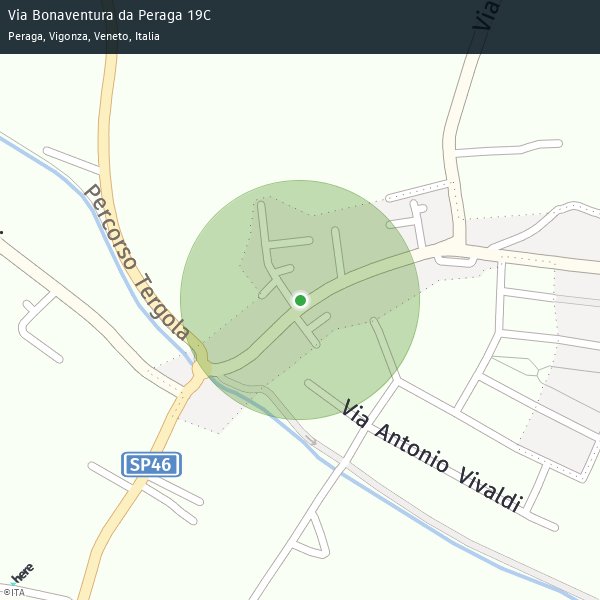 Via Bonaventura da Peraga 19C
Peraga, Vigonza, Veneto, Italia
Via
Percorso Tergola
Via Antonio Vivaldi
SP46
here
©ITA